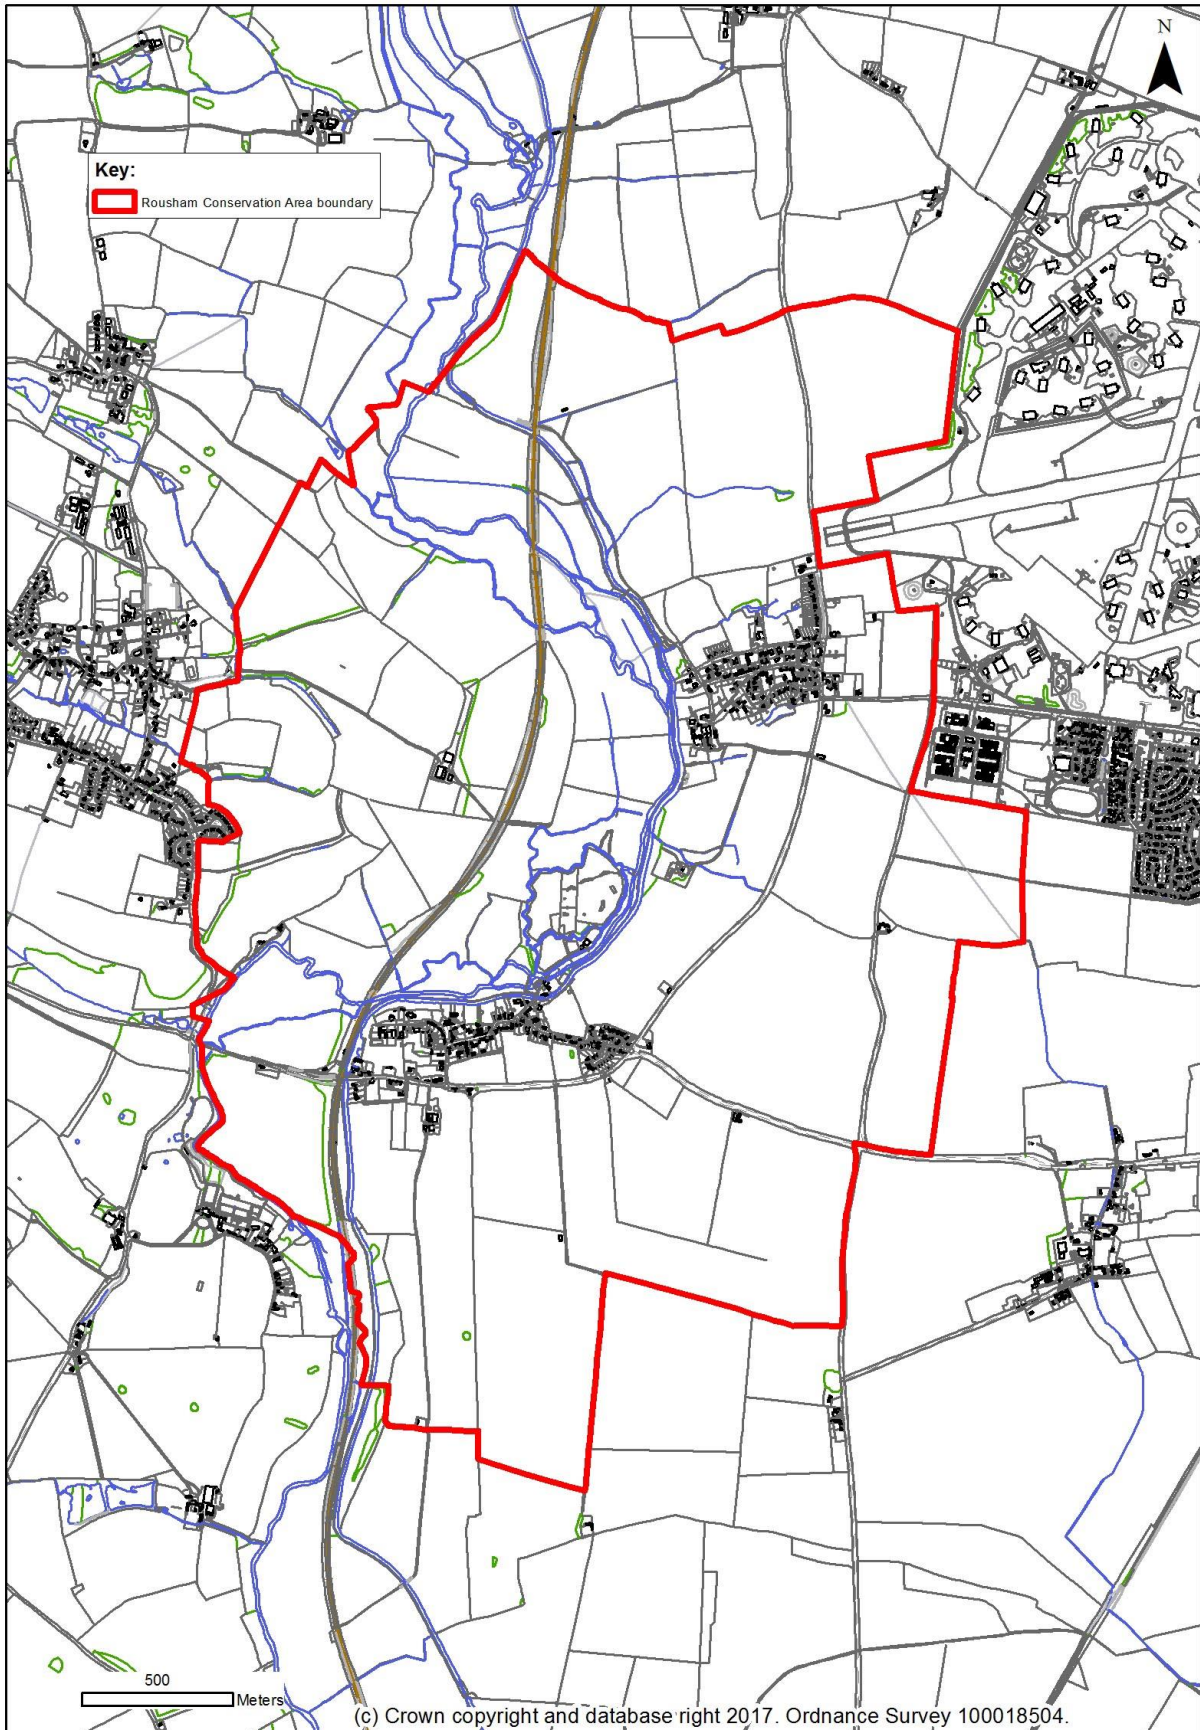 N
Key:
Rousham Conservation Area boundary
500
Meters
(c) Crown copyright and database right 2017. Ordnance Survey 100018504.